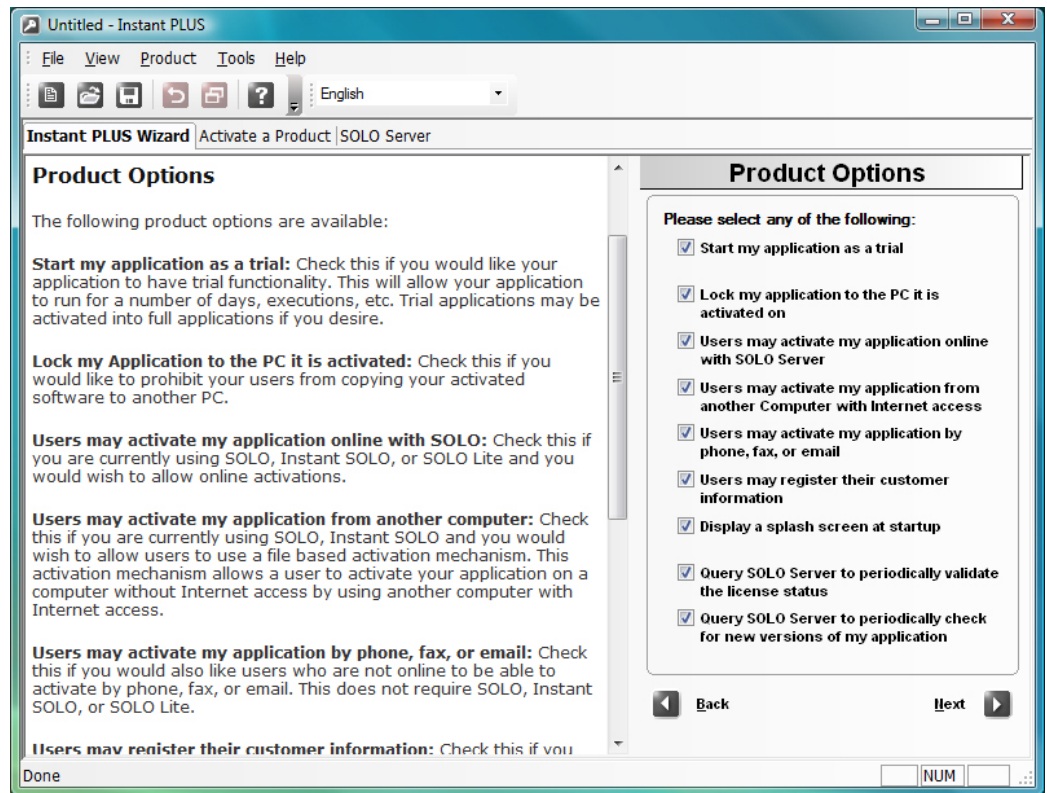 Untitled - Instant PLUS
File View Product Tools Help
English
Instant PLUS Wizard Activate a Product SOLO Server
Product Options
The following product options are available:
Start my application as a trial: Check this if you would like your
application to have trial functionality. This will allow your application
to run for a number of days, executions, etc. Trial applications may be
activated into full applications if you desire.
Lock my Application to the PC it is activated: Check this if you
would like to prohibit your users from copying your activated
software to another PC.
Users may activate my application online with SOLO: Check this if
you are currently using SOLO, Instant SOLO, or SOLO Lite and you
would wish to allow online activations.
Users may activate my application from another computer: Check
this if you are currently using SOLO, Instant SOLO and you would
wish to allow users to use a file based activation mechanism. This
activation mechanism allows a user to activate your application on a
computer without Internet access by using another computer with
Internet access.
Users may activate my application by phone, fax, or email: Check
this if you would also like users who are not online to be able to
activate by phone, fax, or email. This does not require SOLO, Instant
SOLO, or SOLO Lite.
Users may register their customer information: Check this if you
Product Options
Please select any of the following:
Start my application as a trial
Lock my application to the PC it is
activated on
Users may activate my application online
with SOLO Server
Users may activate my application from
another Computer with Internet access
Users may activate my application by
phone, fax, or email
Users may register their customer
information
Display a splash screen at startup
Query SOLO Server to periodically validate
the license status
Query SOLO Server to periodically check
for new versions of my application
Back Next
Done NUM